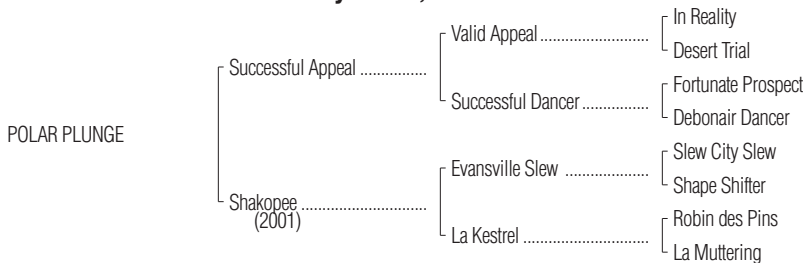 In Reality
Valid Appeal
Desert Trial
Successful Appeal
Fortunate Prospect
Successful Dancer
Debonair Dancer
POLAR PLUNGE
Slew City Slew
Evansville Slew
Shape Shifter
Shakopee
(2001)
Robin des Pins
La Kestrel
La Muttering